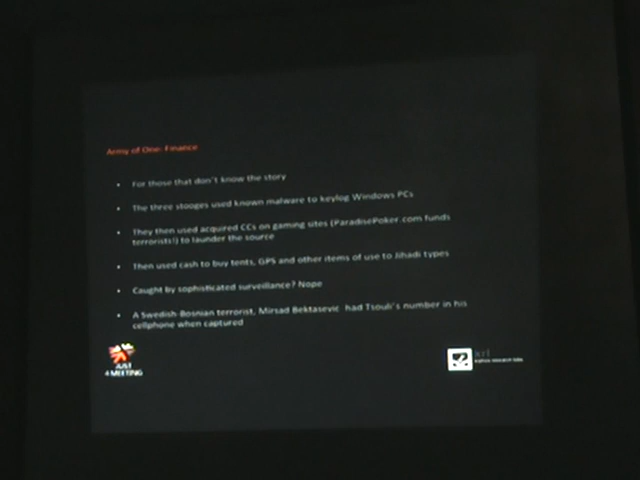 Army of One: Finance
• For those that don't know the story
• The three stooges used known malware to keylog Windows PCs
• They then used acquired CCs on gaming sites (ParadisePoker.com funds
terrorists!) to launder the source
• Then used cash to buy tents, GPS and other items of use to Jihadi types
• Caught by sophisticated surveillance? Nope
• A Swedish-Bosnian terrorist, Mirsad Bektasevic had Tsouli's number in his
cellphone when captured
JUST
4 MEETING